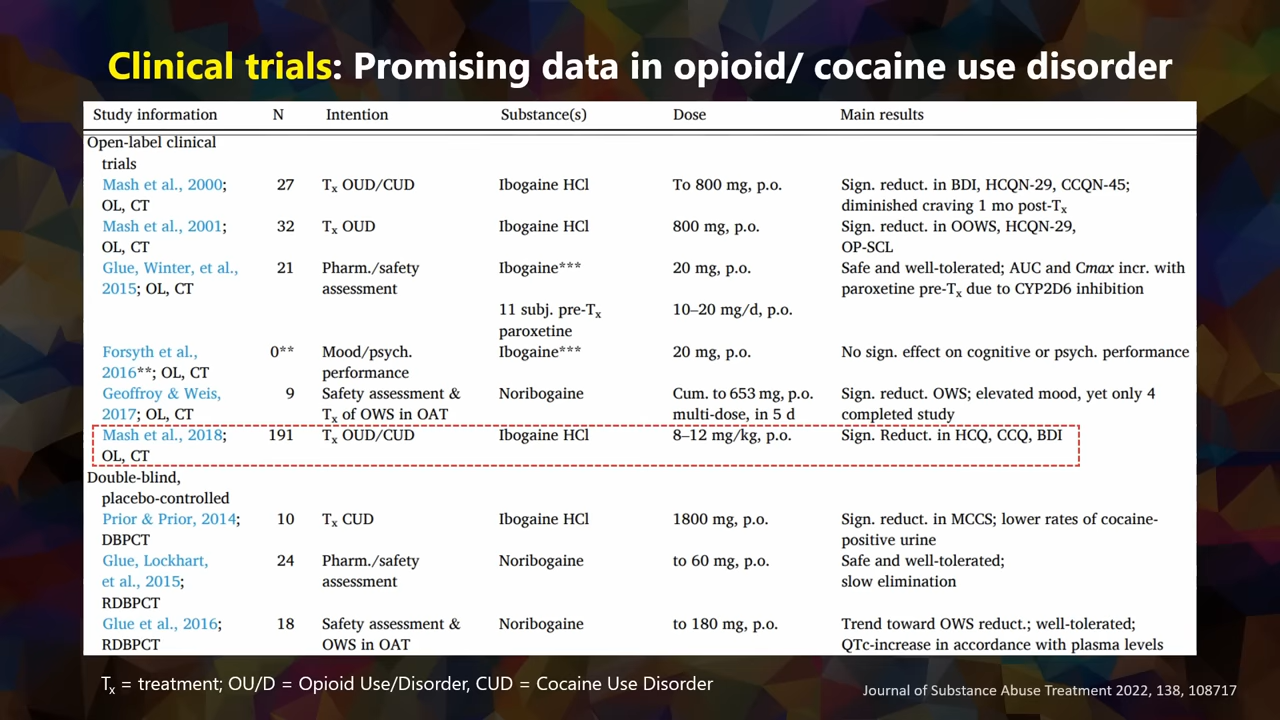 Clinical trials: Promising data in opioid/ cocaine use disorder
Study information N Intention Substance(s) Dose Main results
Open-label clinical
trials
Mash et al., 2000; 27 Tx OUD/CUD Ibogaine HCl To 800 mg, p.o. Sign. reduct. in BDI, HCQN-29, CCQN-45;
OL, CT diminished craving 1 mo post-Tx
Mash et al., 2001; 32 Tx OUD Ibogaine HCl 800 mg, p.o. Sign. reduct. in OOWS, HCQN-29,
OL, CT OP-SCL
Glue, Winter, et al., 21 Pharm./safety Ibogaine*** 20 mg, p.o. Safe and well-tolerated; AUC and Cmax incr. with
2015; OL, CT assessment paroxetine pre-Tx due to CYP2D6 inhibition
11 subj. pre-Tx 10–20 mg/d, p.o.
paroxetine
Forsyth et al., 0** Mood/psych. Ibogaine*** 20 mg, p.o. No sign. effect on cognitive or psych. performance
2016**; OL, CT performance
Geoffroy & Weis, 9 Safety assessment & Noribogaine Cum. to 653 mg, p.o. Sign. reduct. OWS; elevated mood, yet only 4
2017; OL, CT Tx of OWS in OAT multi-dose, in 5 d completed study
Mash et al., 2018; 191 Tx OUD/CUD Ibogaine HCl 8–12 mg/kg, p.o. Sign. Reduct. in HCQ, CCQ, BDI
OL, CT
Double-blind,
placebo-controlled
Prior & Prior, 2014; 10 Tx CUD Ibogaine HCl 1800 mg, p.o. Sign. reduct. in MCCS; lower rates of cocaine-
DBPCT positive urine
Glue, Lockhart, 24 Pharm./safety Noribogaine to 60 mg, p.o. Safe and well-tolerated;
et al., 2015; assessment slow elimination
RDBPCT
Glue et al., 2016; 18 Safety assessment & Noribogaine to 180 mg, p.o. Trend toward OWS reduct.; well-tolerated;
RDBPCT OWS in OAT QTc-increase in accordance with plasma levels
Tx = treatment; OU/D = Opioid Use/Disorder, CUD = Cocaine Use Disorder
Journal of Substance Abuse Treatment 2022, 138, 108717